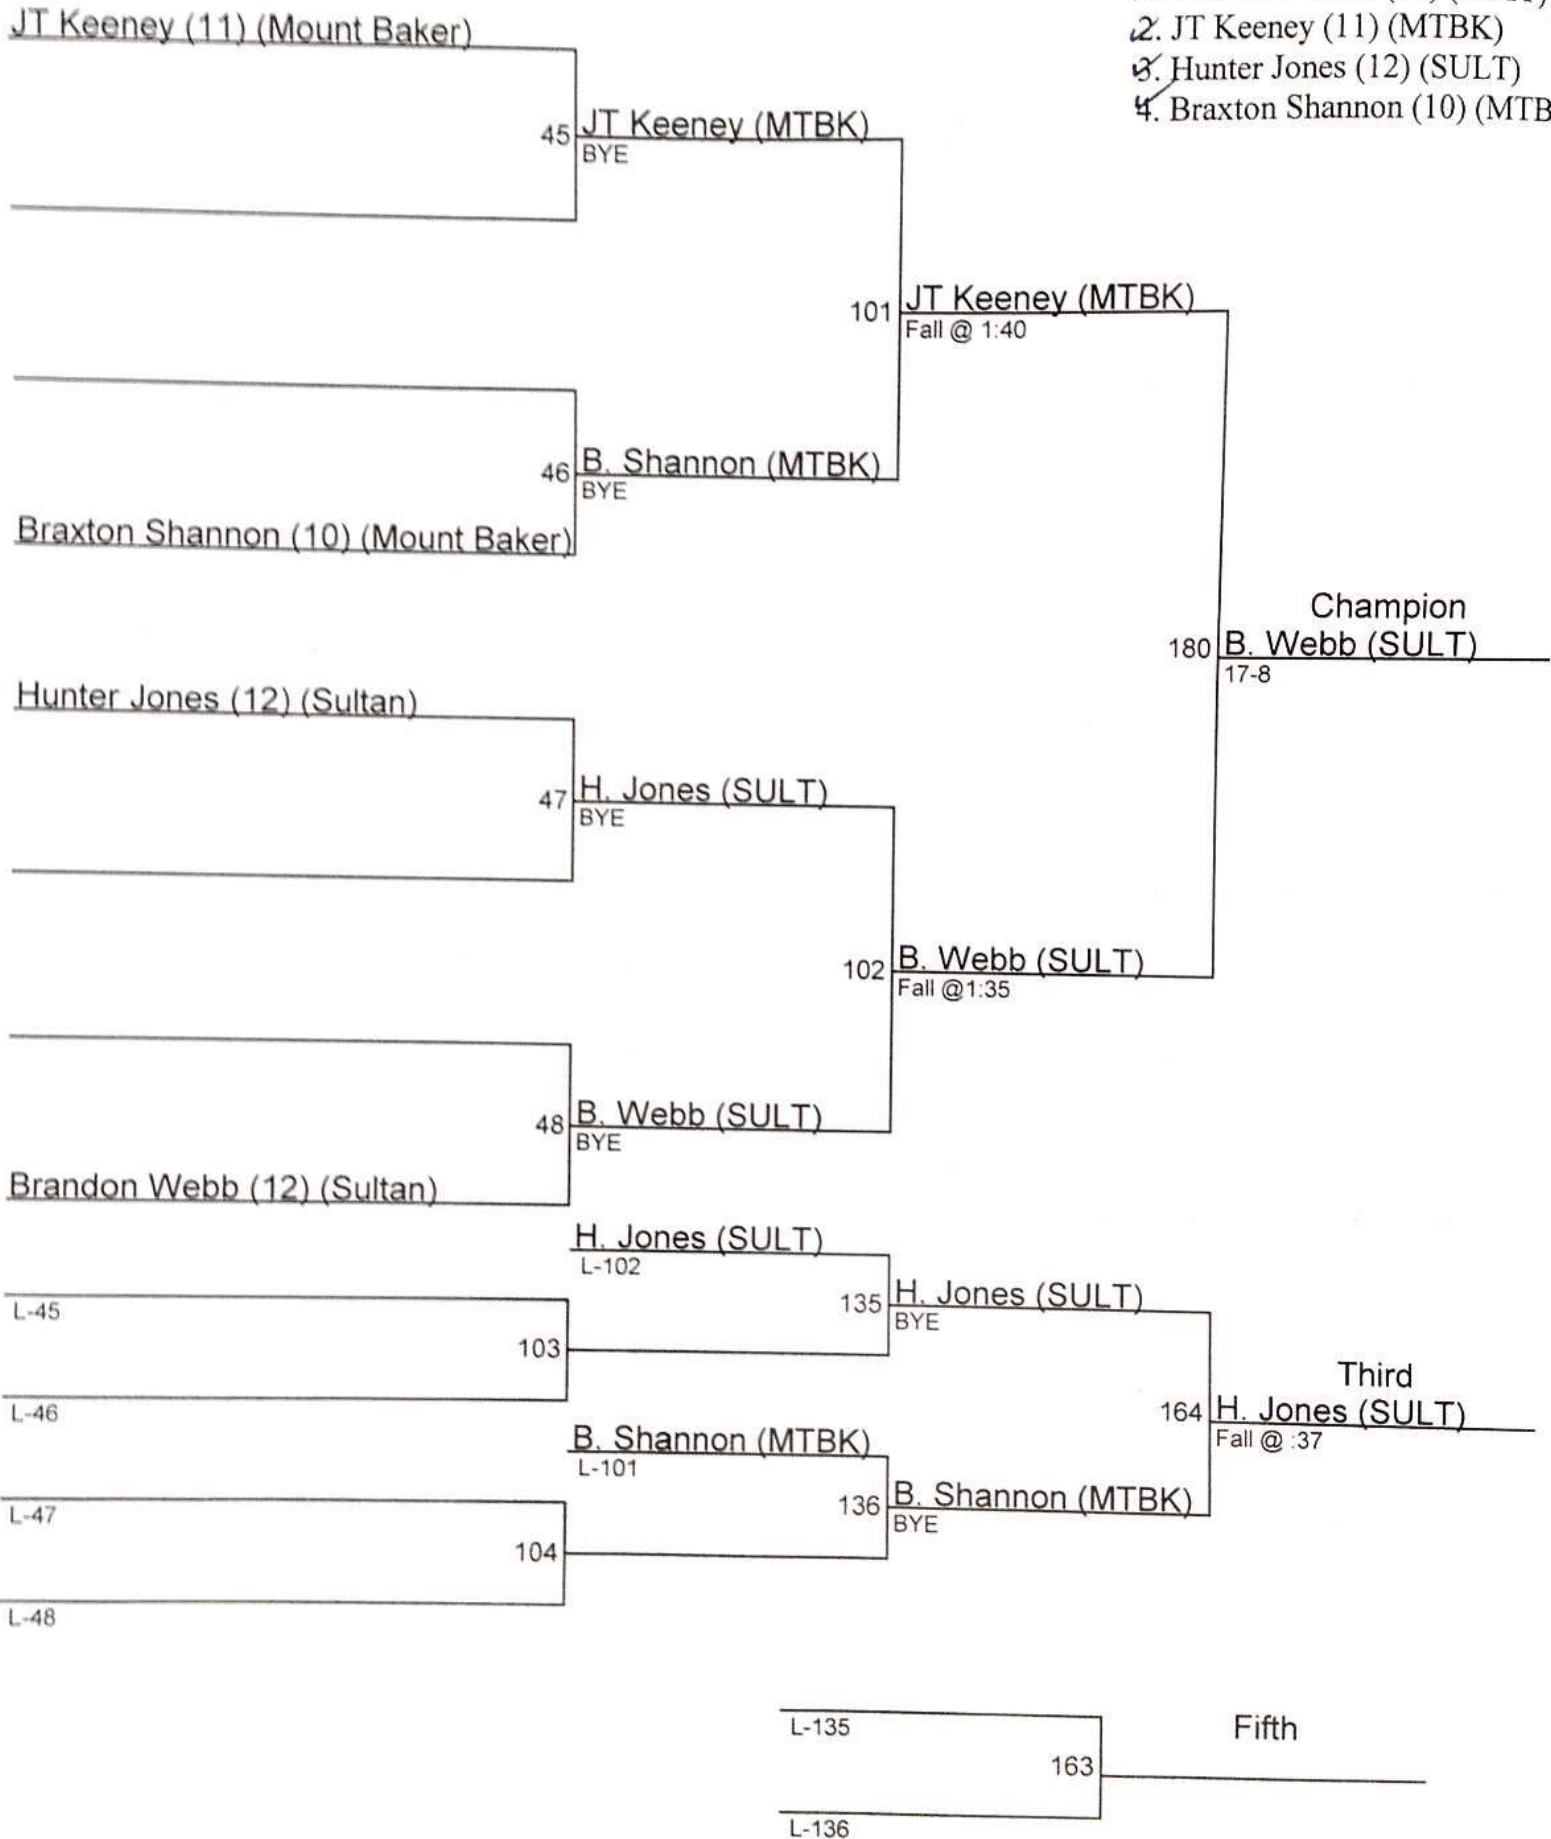 JT Keeney (11) (Mount Baker)
2. JT Keeney (11) (MTBK)
3. Hunter Jones (12) (SULT)
4. Braxton Shannon (10) (MTB
45 JT Keeney (MTBK)
BYE
101 JT Keeney (MTBK)
Fall @ 1:40
46 B. Shannon (MTBK)
BYE
Braxton Shannon (10) (Mount Baker)
Champion
180 B. Webb (SULT)
17-8
Hunter Jones (12) (Sultan)
47 H. Jones (SULT)
BYE
102 B. Webb (SULT)
Fall @1:35
48 B. Webb (SULT)
BYE
Brandon Webb (12) (Sultan)
H. Jones (SULT)
L-102
L-45
135 H. Jones (SULT)
BYE
103
L-46
Third
164 H. Jones (SULT)
Fall @ :37
B. Shannon (MTBK)
L-101
L-47
136 B. Shannon (MTBK)
BYE
104
L-48
L-135
Fifth
163
L-136